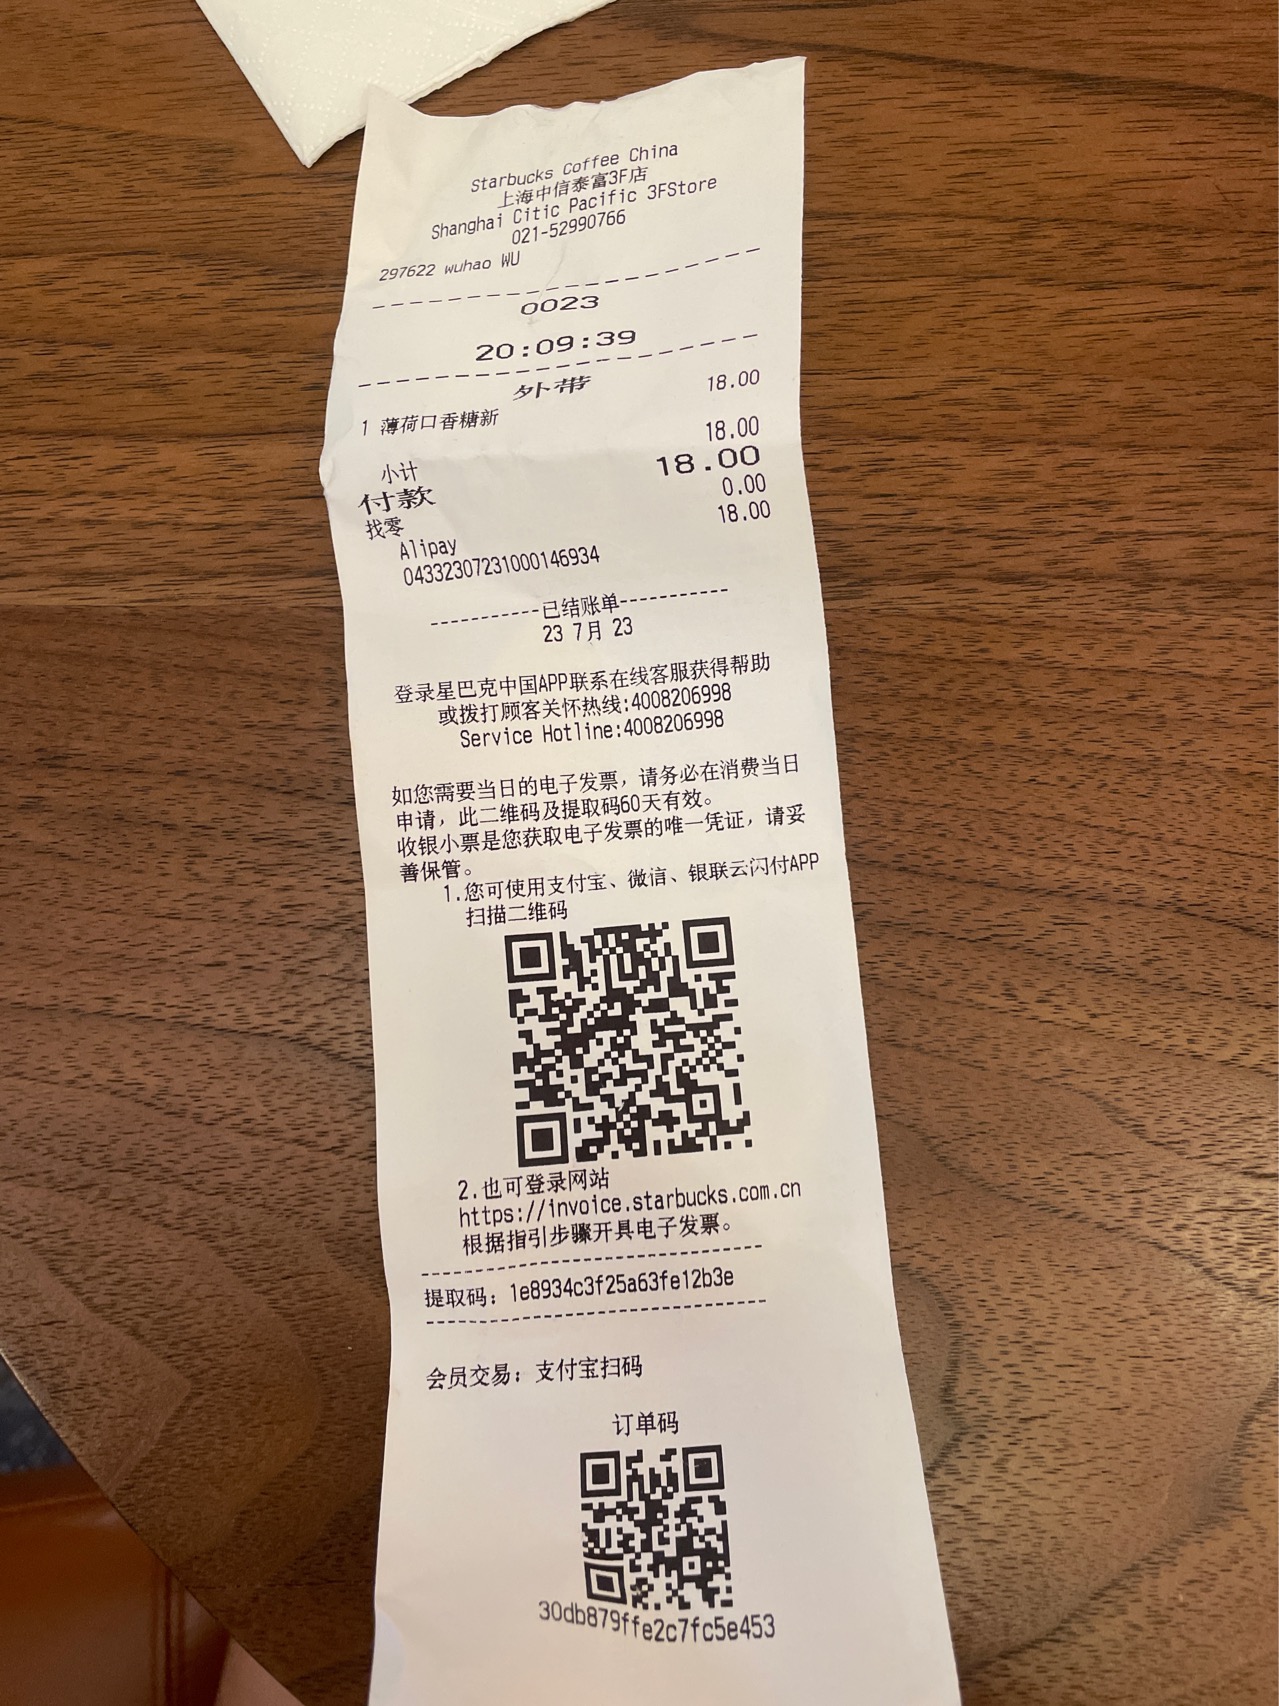 Starbucks Coffee China
上海中信泰富3F店
Shanghai Citic Pacific 3FStore
021-52990766
297622 wuhao WU
0023
20:09:39
外带
1 薄荷口香糖新 18.00
小计 18.00
付款 18.00
找零 0.00
Alipay 18.00
04332307231000146934
-----------已结账单-----------
23 7月 23
登录星巴克中国APP联系在线客服获得帮助
或拨打顾客关怀热线:4008206998
Service Hotline:4008206998
如您需要当日的电子发票，请务必在消费当日
申请，此二维码及提取码60天有效。
收银小票是您获取电子发票的唯一凭证，请妥
善保管。
1.您可使用支付宝、微信、银联云闪付APP
扫描二维码
2.也可登录网站
https://invoice.starbucks.com.cn
根据指引步骤开具电子发票。
提取码：1e8934c3f25a63fe12b3e
会员交易：支付宝扫码
订单码
30db879ffe2c7fc5e453